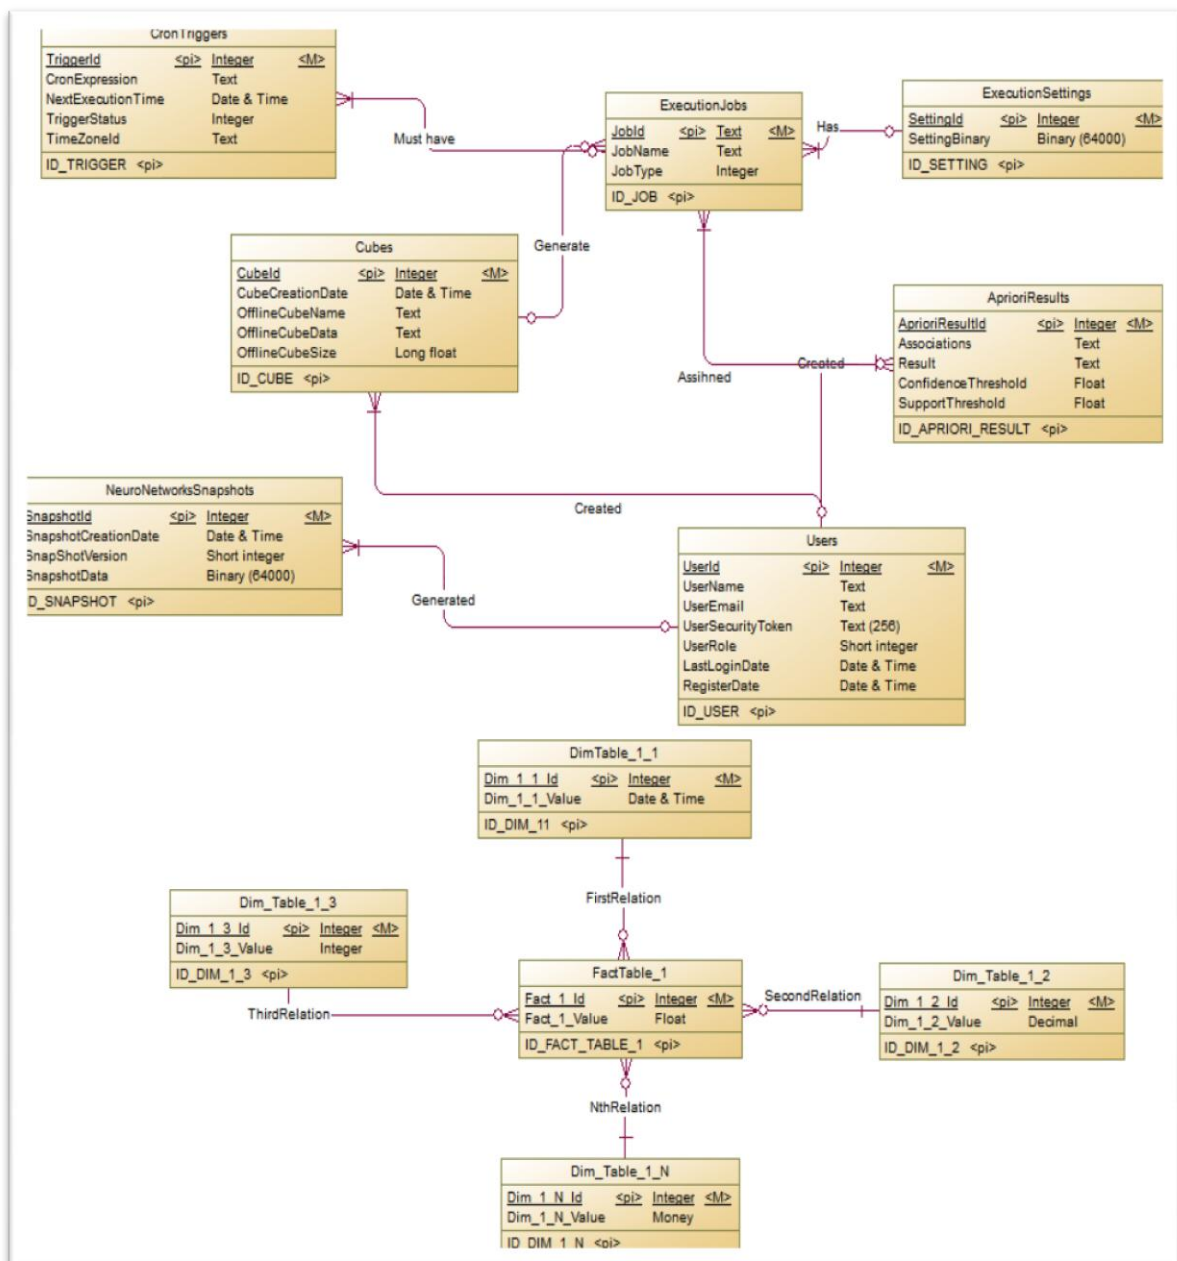 CronTriggers
TriggerId <pi> Integer <M>
CronExpression Text
NextExecutionTime Date & Time
TriggerStatus Integer
TimeZoneId Text
ID_TRIGGER <pi>
Must have
ExecutionJobs
JobId <pi> Text <M>
JobName Text
JobType Integer
ID_JOB <pi>
Has
ExecutionSettings
SettingId <pi> Integer <M>
SettingBinary Binary (64000)
ID_SETTING <pi>
Cubes
CubeId <pi> Integer <M>
CubeCreationDate Date & Time
OfflineCubeName Text
OfflineCubeData Text
OfflineCubeSize Long float
ID_CUBE <pi>
Generate
AprioriResults
AprioriResultId <pi> Integer <M>
Associations Text
Result Text
ConfidenceThreshold Float
SupportThreshold Float
ID_APRIORI_RESULT <pi>
Assihned
Created
NeuroNetworksSnapshots
SnapshotId <pi> Integer <M>
SnapshotCreationDate Date & Time
SnapShotVersion Short integer
SnapshotData Binary (64000)
D_SNAPSHOT <pi>
Created
Generated
Users
UserId <pi> Integer <M>
UserName Text
UserEmail Text
UserSecurityToken Text (256)
UserRole Short integer
LastLoginDate Date & Time
RegisterDate Date & Time
ID_USER <pi>
DimTable_1_1
Dim_1_1_Id <pi> Integer <M>
Dim_1_1_Value Date & Time
ID_DIM_11 <pi>
FirstRelation
Dim_Table_1_3
Dim_1_3_Id <pi> Integer <M>
Dim_1_3_Value Integer
ID_DIM_1_3 <pi>
ThirdRelation
FactTable_1
Fact_1_Id <pi> Integer <M>
Fact_1_Value Float
ID_FACT_TABLE_1 <pi>
SecondRelation
Dim_Table_1_2
Dim_1_2_Id <pi> Integer <M>
Dim_1_2_Value Decimal
ID_DIM_1_2 <pi>
NthRelation
Dim_Table_1_N
Dim_1_N_Id <pi> Integer <M>
Dim_1_N_Value Money
ID_DIM_1_N <pi>